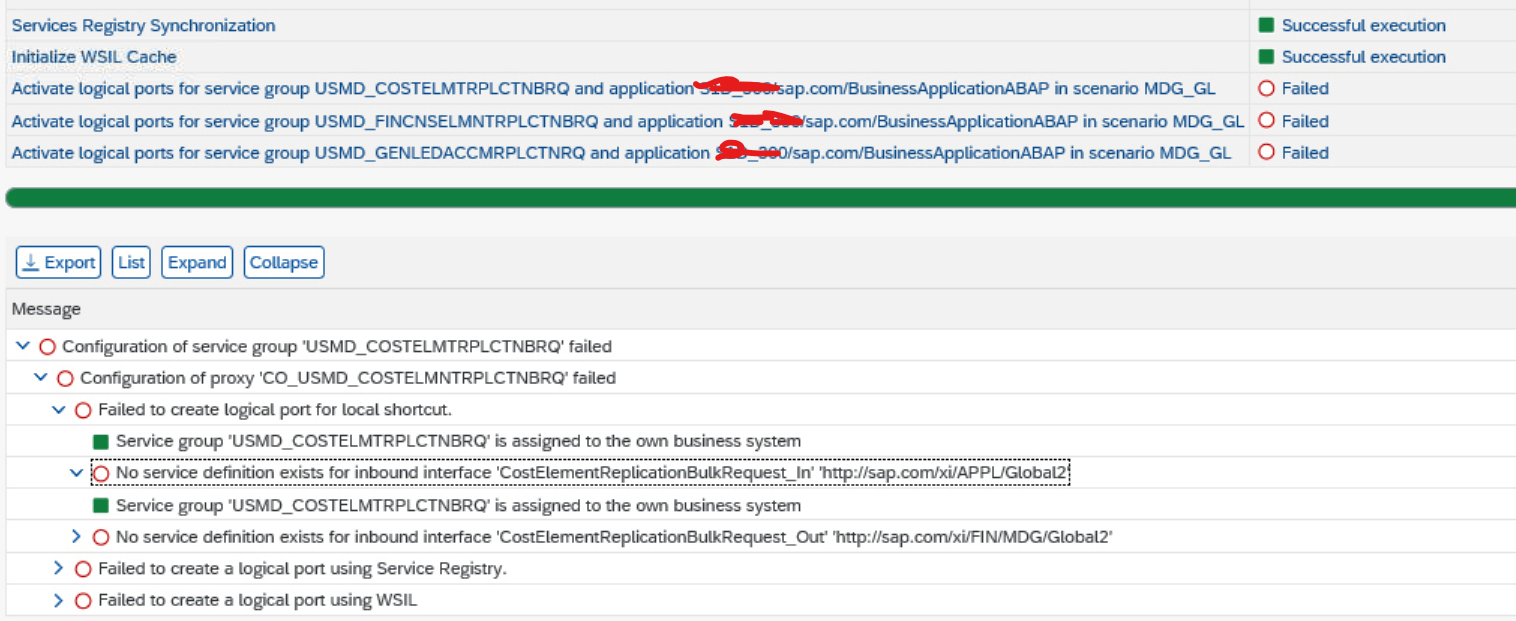 Services Registry Synchronization
Successful execution
Initialize WSIL Cache
Successful execution
Activate logical ports for service group USMD_COSTELMTRPLCTNBRQ and application /sap.com/BusinessApplicationABAP in scenario MDG_GL
Failed
Activate logical ports for service group USMD_FINCNSELMNTRPLCTNBRQ and application /sap.com/BusinessApplicationABAP in scenario MDG_GL
Failed
Activate logical ports for service group USMD_GENLEDACCMRPLCTNRQ and application /sap.com/BusinessApplicationABAP in scenario MDG_GL
Failed
Export List Expand Collapse
Message
Configuration of service group 'USMD_COSTELMTRPLCTNBRQ' failed
Configuration of proxy 'CO_USMD_COSTELMNTRPLCTNBRQ' failed
Failed to create logical port for local shortcut.
Service group 'USMD_COSTELMTRPLCTNBRQ' is assigned to the own business system
No service definition exists for inbound interface 'CostElementReplicationBulkRequest_In' 'http://sap.com/xi/APPL/Global2'
Service group 'USMD_COSTELMTRPLCTNBRQ' is assigned to the own business system
No service definition exists for inbound interface 'CostElementReplicationBulkRequest_Out' 'http://sap.com/xi/FIN/MDG/Global2'
Failed to create a logical port using Service Registry.
Failed to create a logical port using WSIL